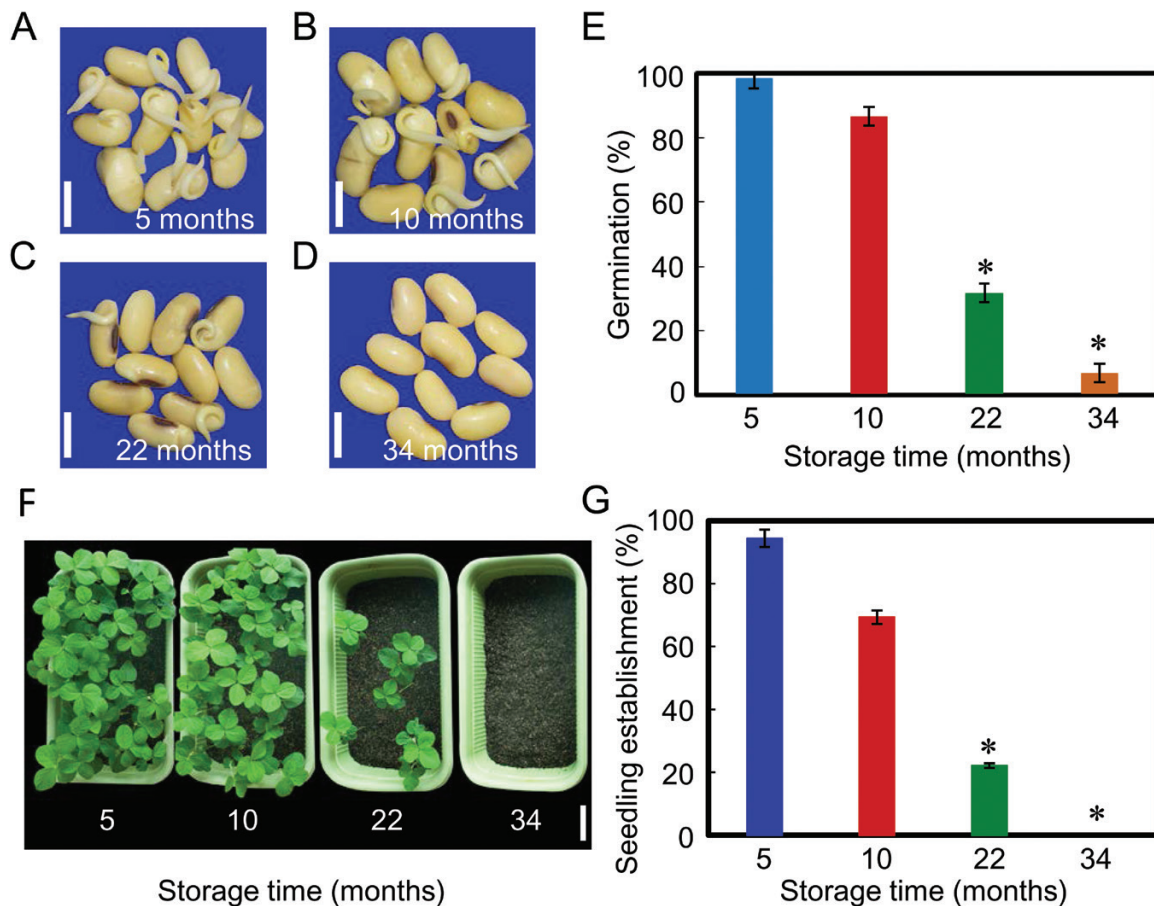 A
5 months
B
10 months
C
22 months
D
34 months
E
Germination (%)
100
80
60
40
20
0
*
*
5 10 22 34
Storage time (months)
F
5 10 22 34
Storage time (months)
G
Seedling establishment (%)
100
80
60
40
20
0
*
*
5 10 22 34
Storage time (months)